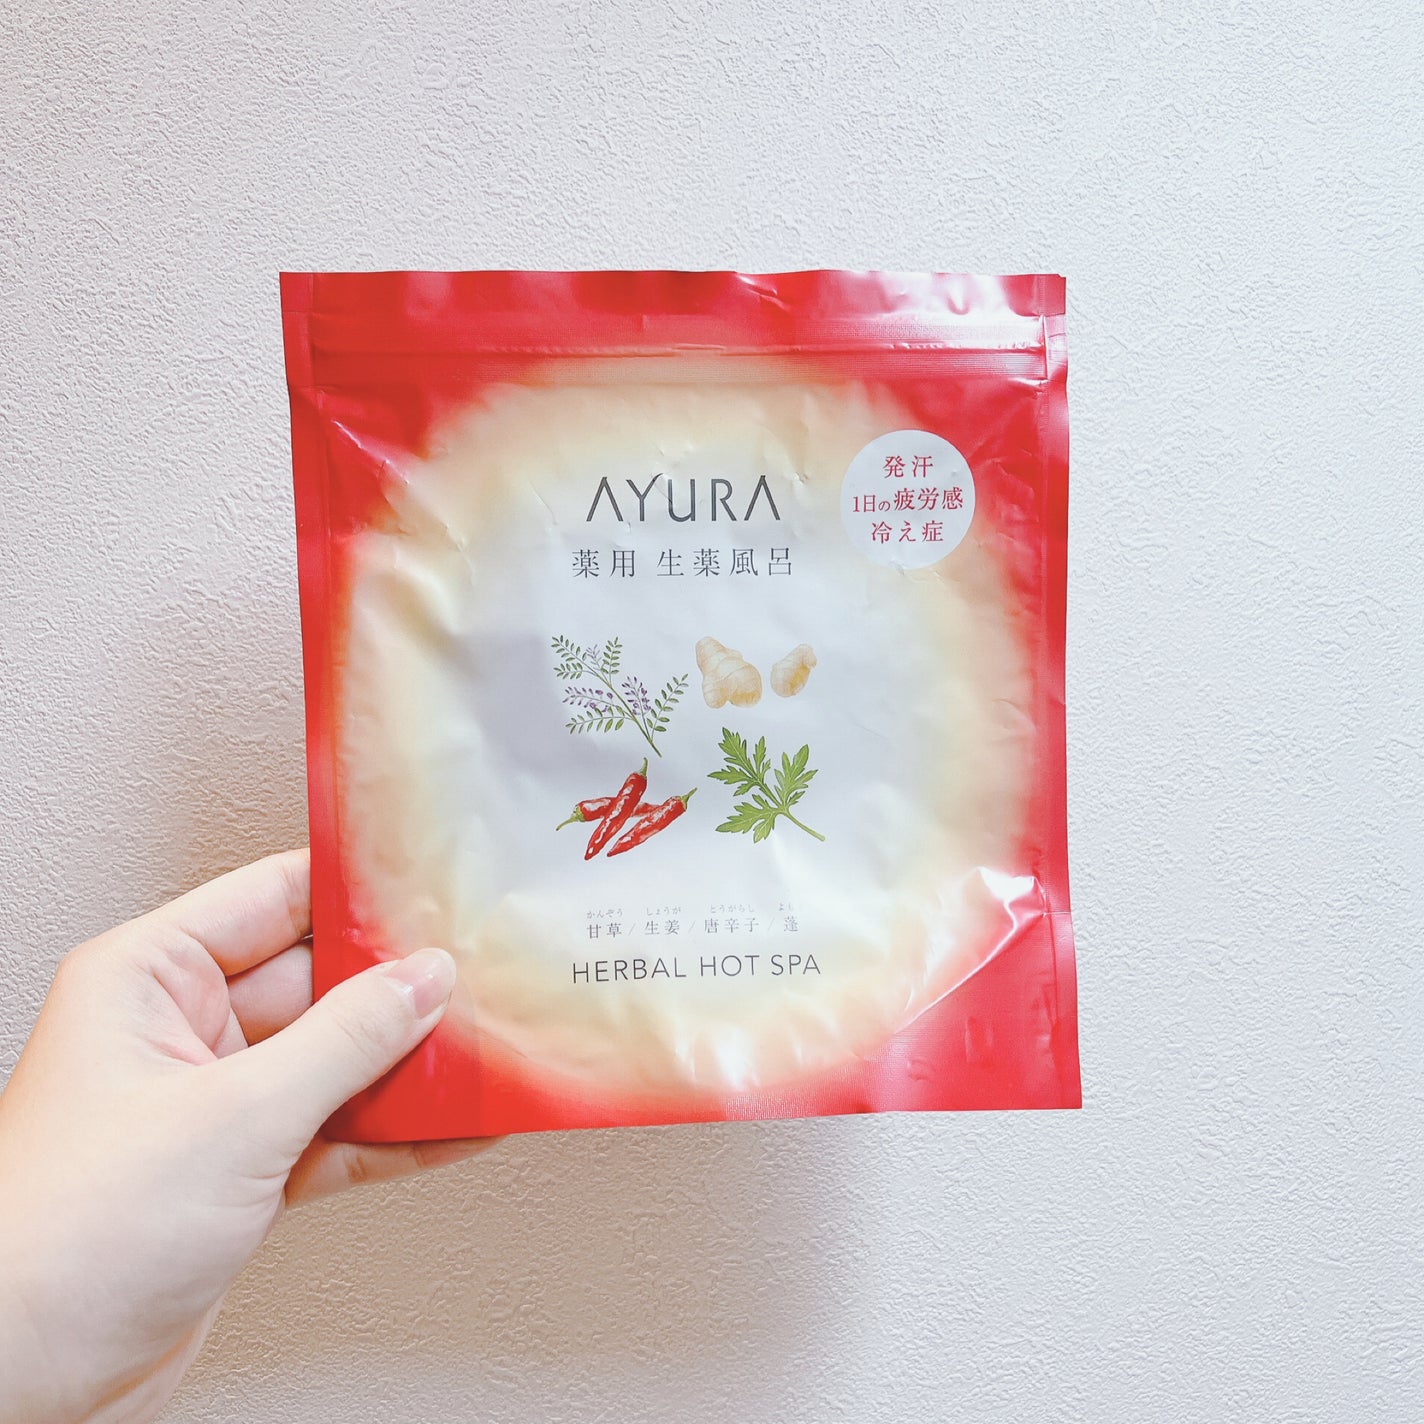 AYURA
薬用 生薬風呂
発汗
1日の疲労感
冷え症
かんぞう しょうが とうがらし よも
甘草/生姜/唐辛子/蓬
HERBAL HOT SPA